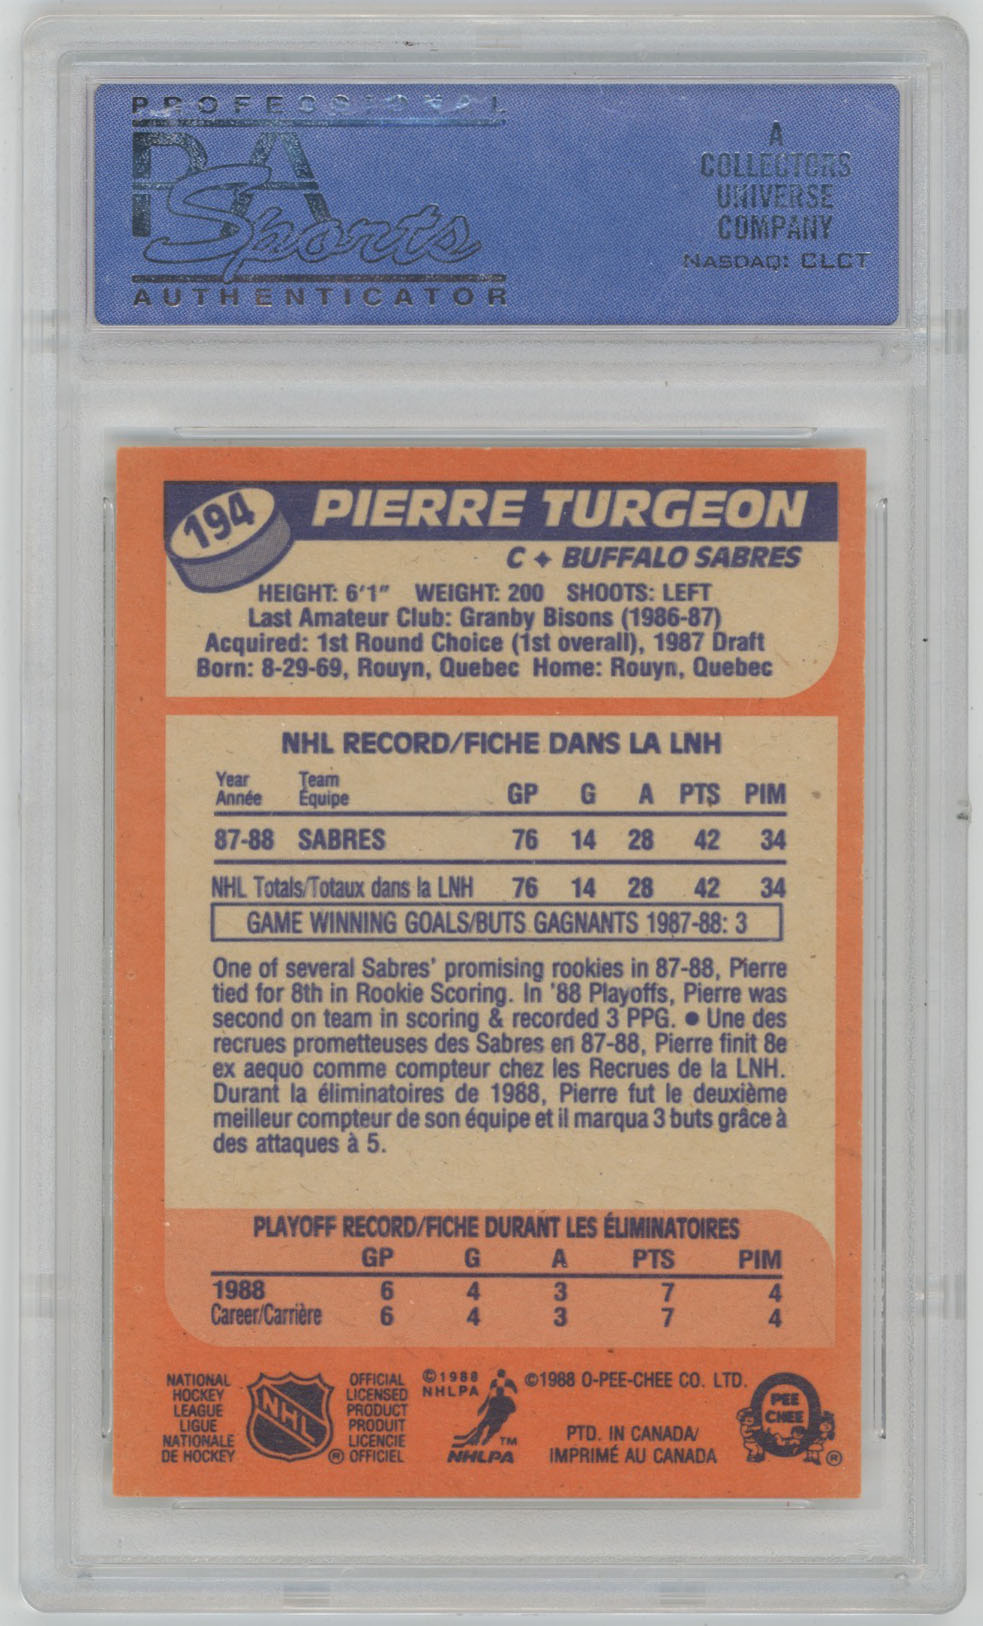 PROFESSIONAL
PSA
Sports
AUTHENTICATOR
A
COLLECTORS
UNIVERSE
COMPANY
NASDAQ: CLCT
194
PIERRE TURGEON
C ✦ BUFFALO SABRES
HEIGHT: 6'1" WEIGHT: 200 SHOOTS: LEFT
Last Amateur Club: Granby Bisons (1986-87)
Acquired: 1st Round Choice (1st overall), 1987 Draft
Born: 8-29-69, Rouyn, Quebec Home: Rouyn, Quebec
NHL RECORD/FICHE DANS LA LNH
Year Team
Année Équipe GP G A PTS PIM
87-88 SABRES 76 14 28 42 34
NHL Totals/Totaux dans la LNH 76 14 28 42 34
GAME WINNING GOALS/BUTS GAGNANTS 1987-88: 3
One of several Sabres' promising rookies in 87-88, Pierre
tied for 8th in Rookie Scoring. In '88 Playoffs, Pierre was
second on team in scoring & recorded 3 PPG. ● Une des
recrues prometteuses des Sabres en 87-88, Pierre finit 8e
ex aequo comme compteur chez les Recrues de la LNH.
Durant la éliminatoires de 1988, Pierre fut le deuxième
meilleur compteur de son équipe et il marqua 3 buts grâce à
des attaques à 5.
PLAYOFF RECORD/FICHE DURANT LES ÉLIMINATOIRES
GP G A PTS PIM
1988 6 4 3 7 4
Career/Carrière 6 4 3 7 4
NATIONAL
HOCKEY
LEAGUE
LIGUE
NATIONALE
DE HOCKEY
NHL
®
OFFICIAL
LICENSED
PRODUCT
PRODUIT
LICENCIE
OFFICIEL
©1988
NHLPA
TM
NHLPA
©1988 O-PEE-CHEE CO. LTD.
PTD. IN CANADA/
IMPRIMÉ AU CANADA
PEE
CHEE
®